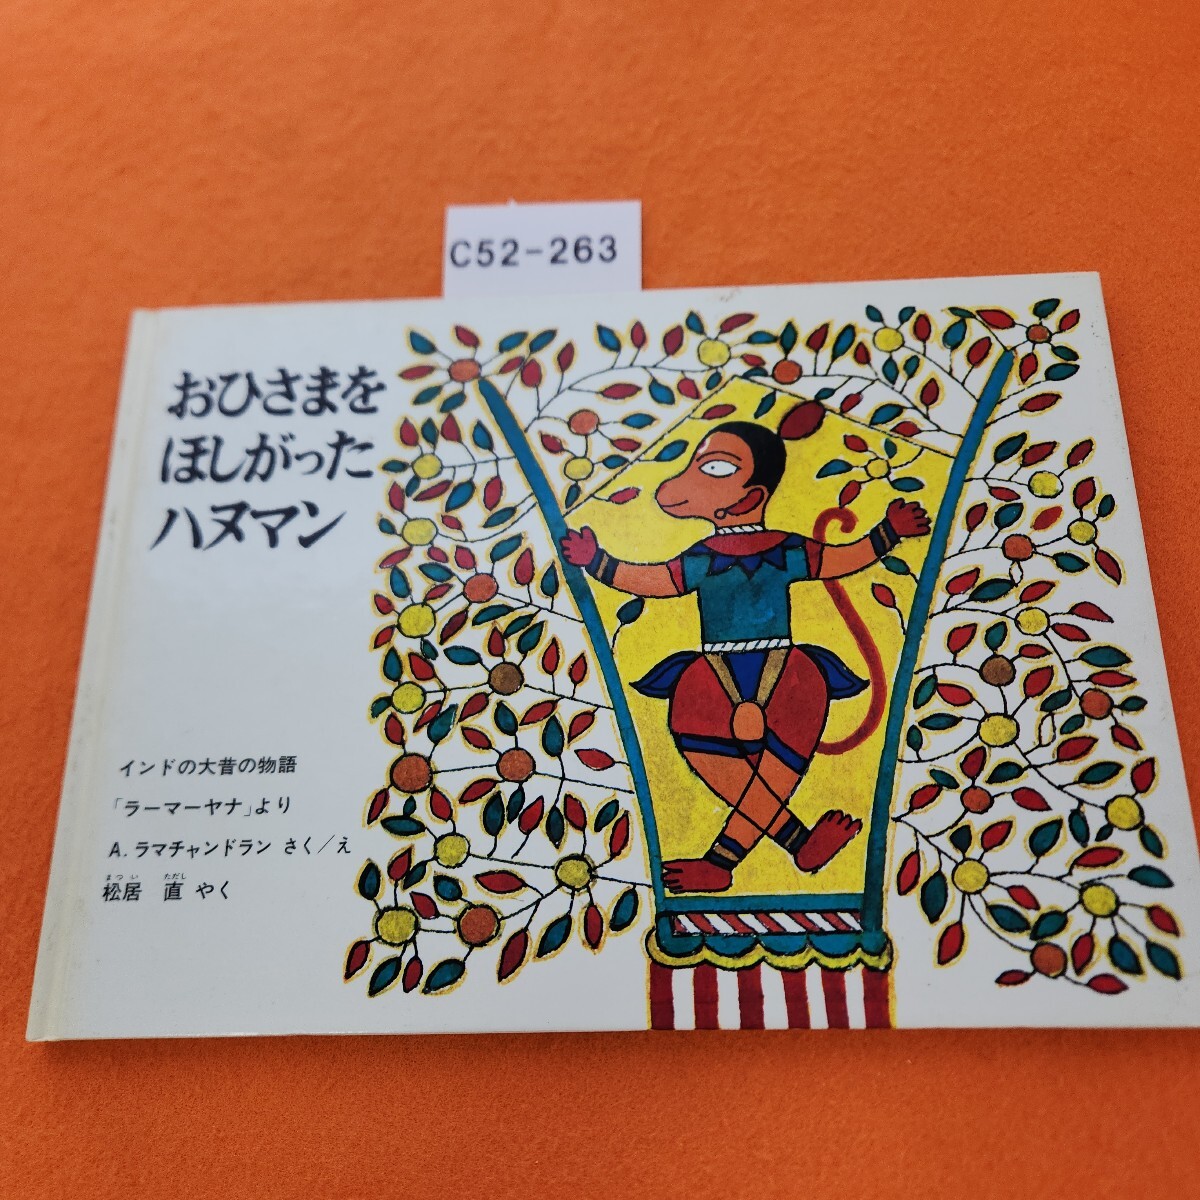 C52-263
おひさまを
ほしがった
ハヌマン
インドの大昔の物語
「ラーマーヤナ」より
A. ラマチャンドラン さく/え
まつい ただし
松居 直 やく